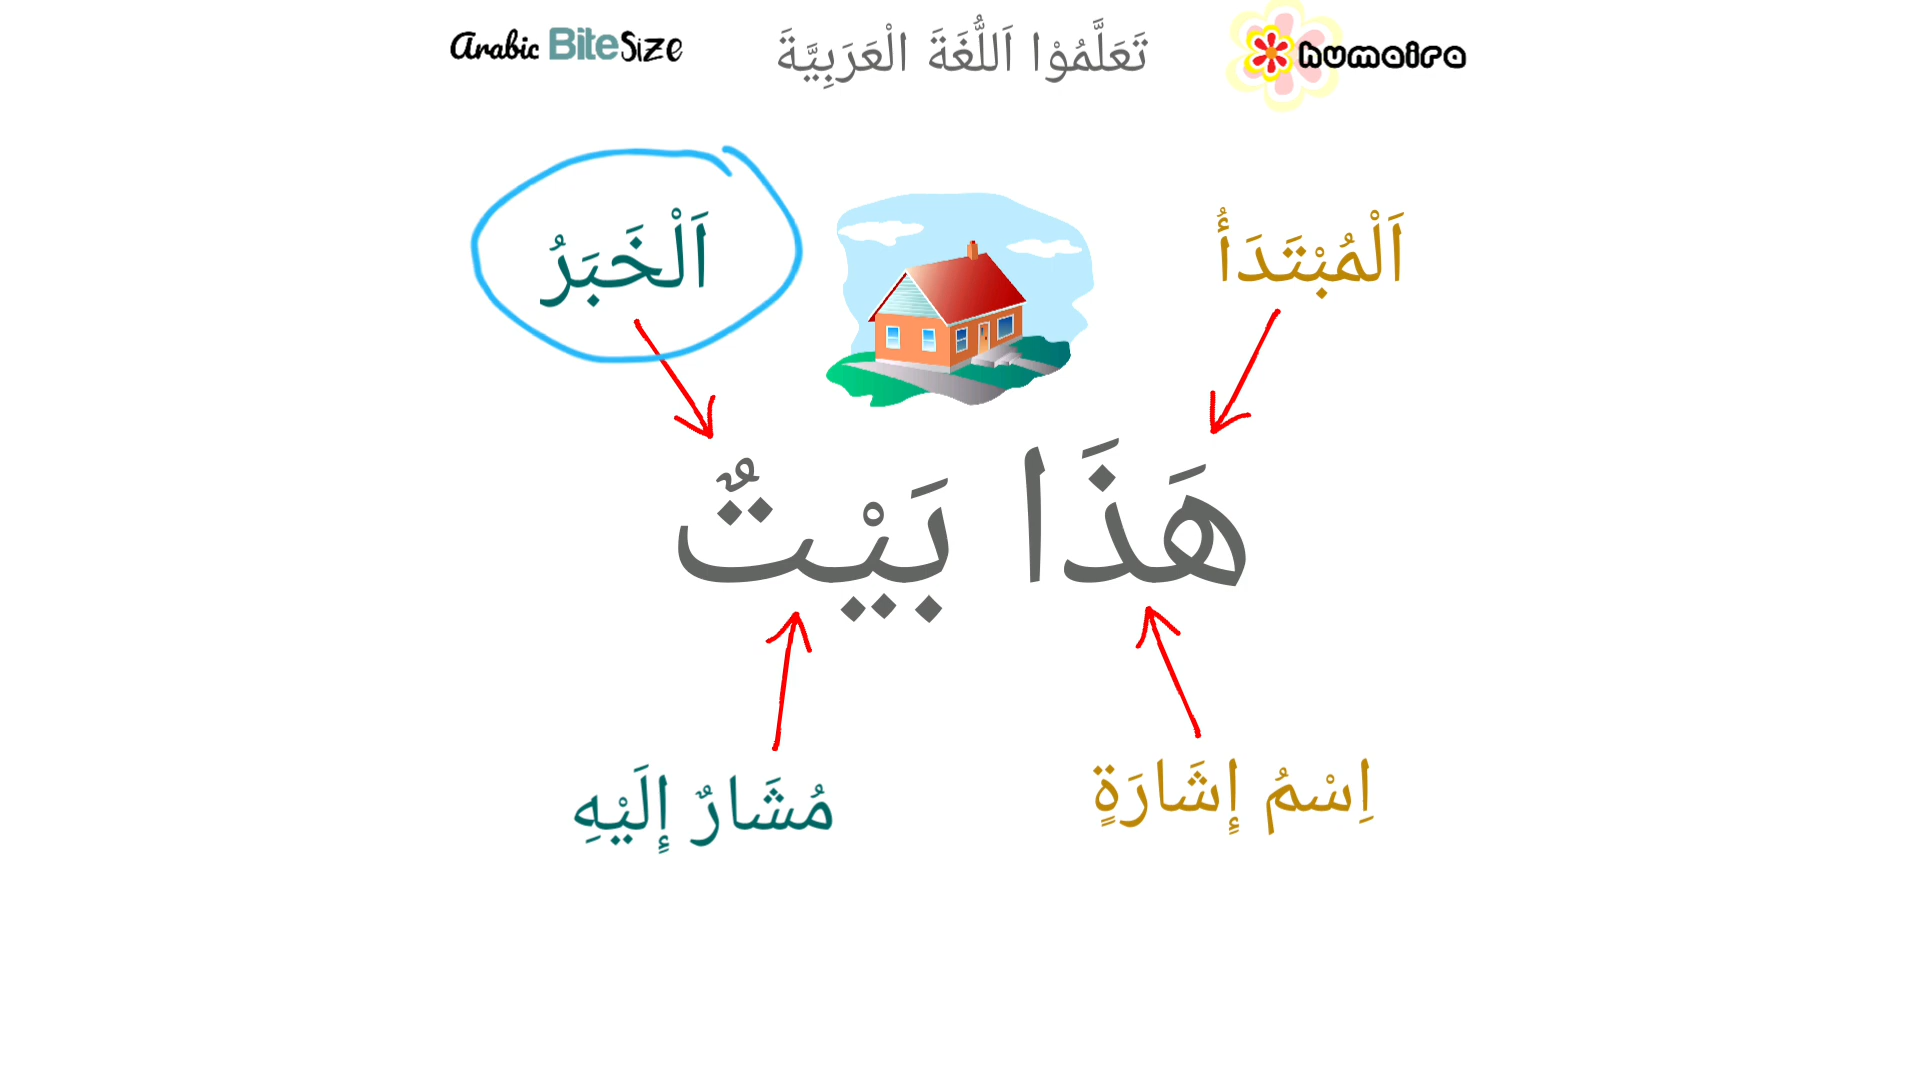 Arabic BiteSize
تَعَلَّمُوْا اَللُّغَةَ الْعَرَبِيَّةَ
humaira
اَلْمُبْتَدَأُ
اَلْخَبَرُ
هَذَا بَيْتٌ
اِسْمُ إِشَارَةٍ
مُشَارٌ إِلَيْهِ